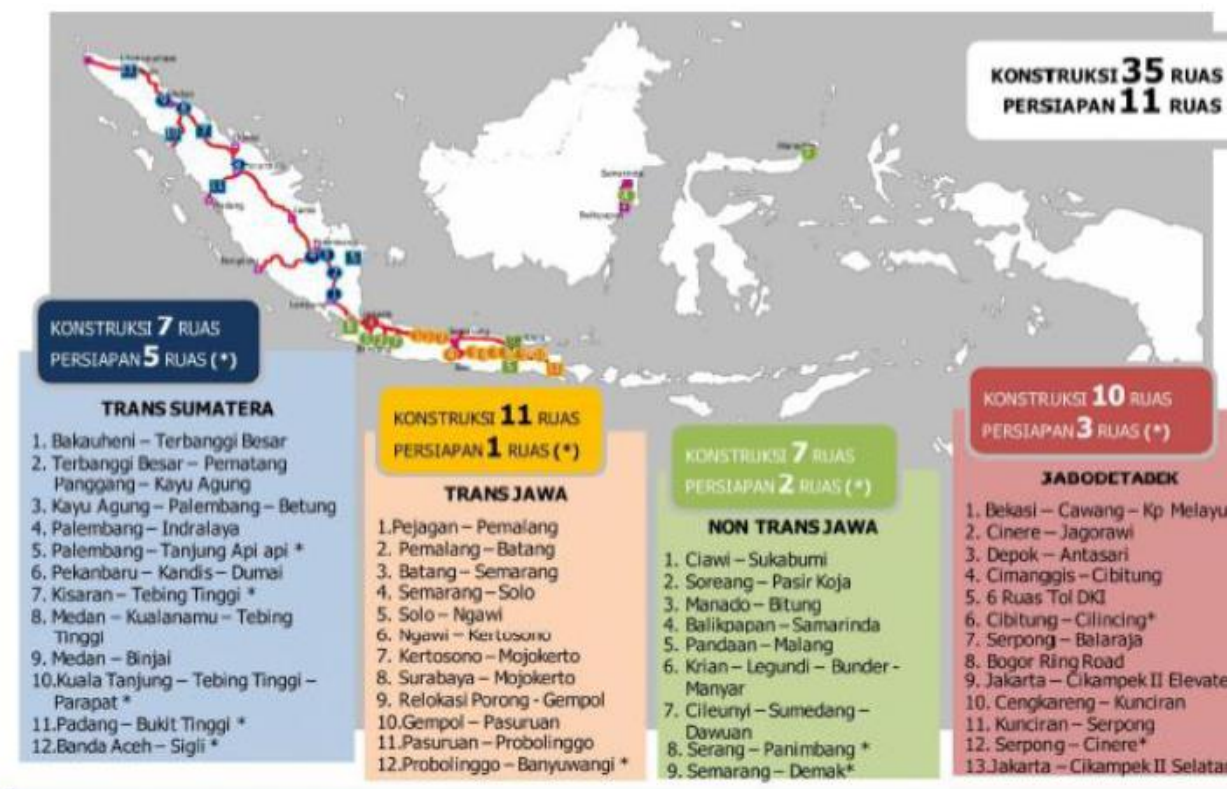 KONSTRUKSI 35 RUAS
PERSIAPAN 11 RUAS
Manado
Samarinda
Balikpapan
Padang
KONSTRUKSI 7 RUAS
PERSIAPAN 5 RUAS (*)
TRANS SUMATERA
1. Bakauheni – Terbanggi Besar
2. Terbanggi Besar – Pematang
Panggang – Kayu Agung
3. Kayu Agung – Palembang – Betung
4. Palembang – Indralaya
5. Palembang – Tanjung Api api *
6. Pekanbaru – Kandis – Dumai
7. Kisaran – Tebing Tinggi *
8. Medan – Kualanamu – Tebing
Tinggi
9. Medan – Binjai
10.Kuala Tanjung – Tebing Tinggi –
Parapat *
11.Padang – Bukit Tinggi *
12.Banda Aceh – Sigli *
KONSTRUKSI 11 RUAS
PERSIAPAN 1 RUAS (*)
TRANS JAWA
1.Pejagan – Pemalang
2. Pemalang – Batang
3. Batang – Semarang
4. Semarang – Solo
5. Solo – Ngawi
6. Ngawi – Kertosono
7. Kertosono – Mojokerto
8. Surabaya – Mojokerto
9. Relokasi Porong - Gempol
10.Gempol – Pasuruan
11.Pasuruan – Probolinggo
12.Probolinggo – Banyuwangi *
KONSTRUKSI 7 RUAS
PERSIAPAN 2 RUAS (*)
NON TRANS JAWA
1. Ciawi – Sukabumi
2. Soreang – Pasir Koja
3. Manado – Bitung
4. Balikpapan – Samarinda
5. Pandaan – Malang
6. Krian – Legundi – Bunder -
Manyar
7. Cileunyi – Sumedang –
Dawuan
8. Serang – Panimbang *
9. Semarang – Demak*
KONSTRUKSI 10 RUAS
PERSIAPAN 3 RUAS (*)
JABODETABEK
1. Bekasi – Cawang – Kp Melayu
2. Cinere – Jagorawi
3. Depok – Antasari
4. Cimanggis – Cibitung
5. 6 Ruas Tol DKI
6. Cibitung – Cilincing*
7. Serpong – Balaraja
8. Bogor Ring Road
9. Jakarta – Cikampek II Elevate
10. Cengkareng – Kunciran
11. Kunciran – Serpong
12. Serpong – Cinere*
13.Jakarta – Cikampek II Selata